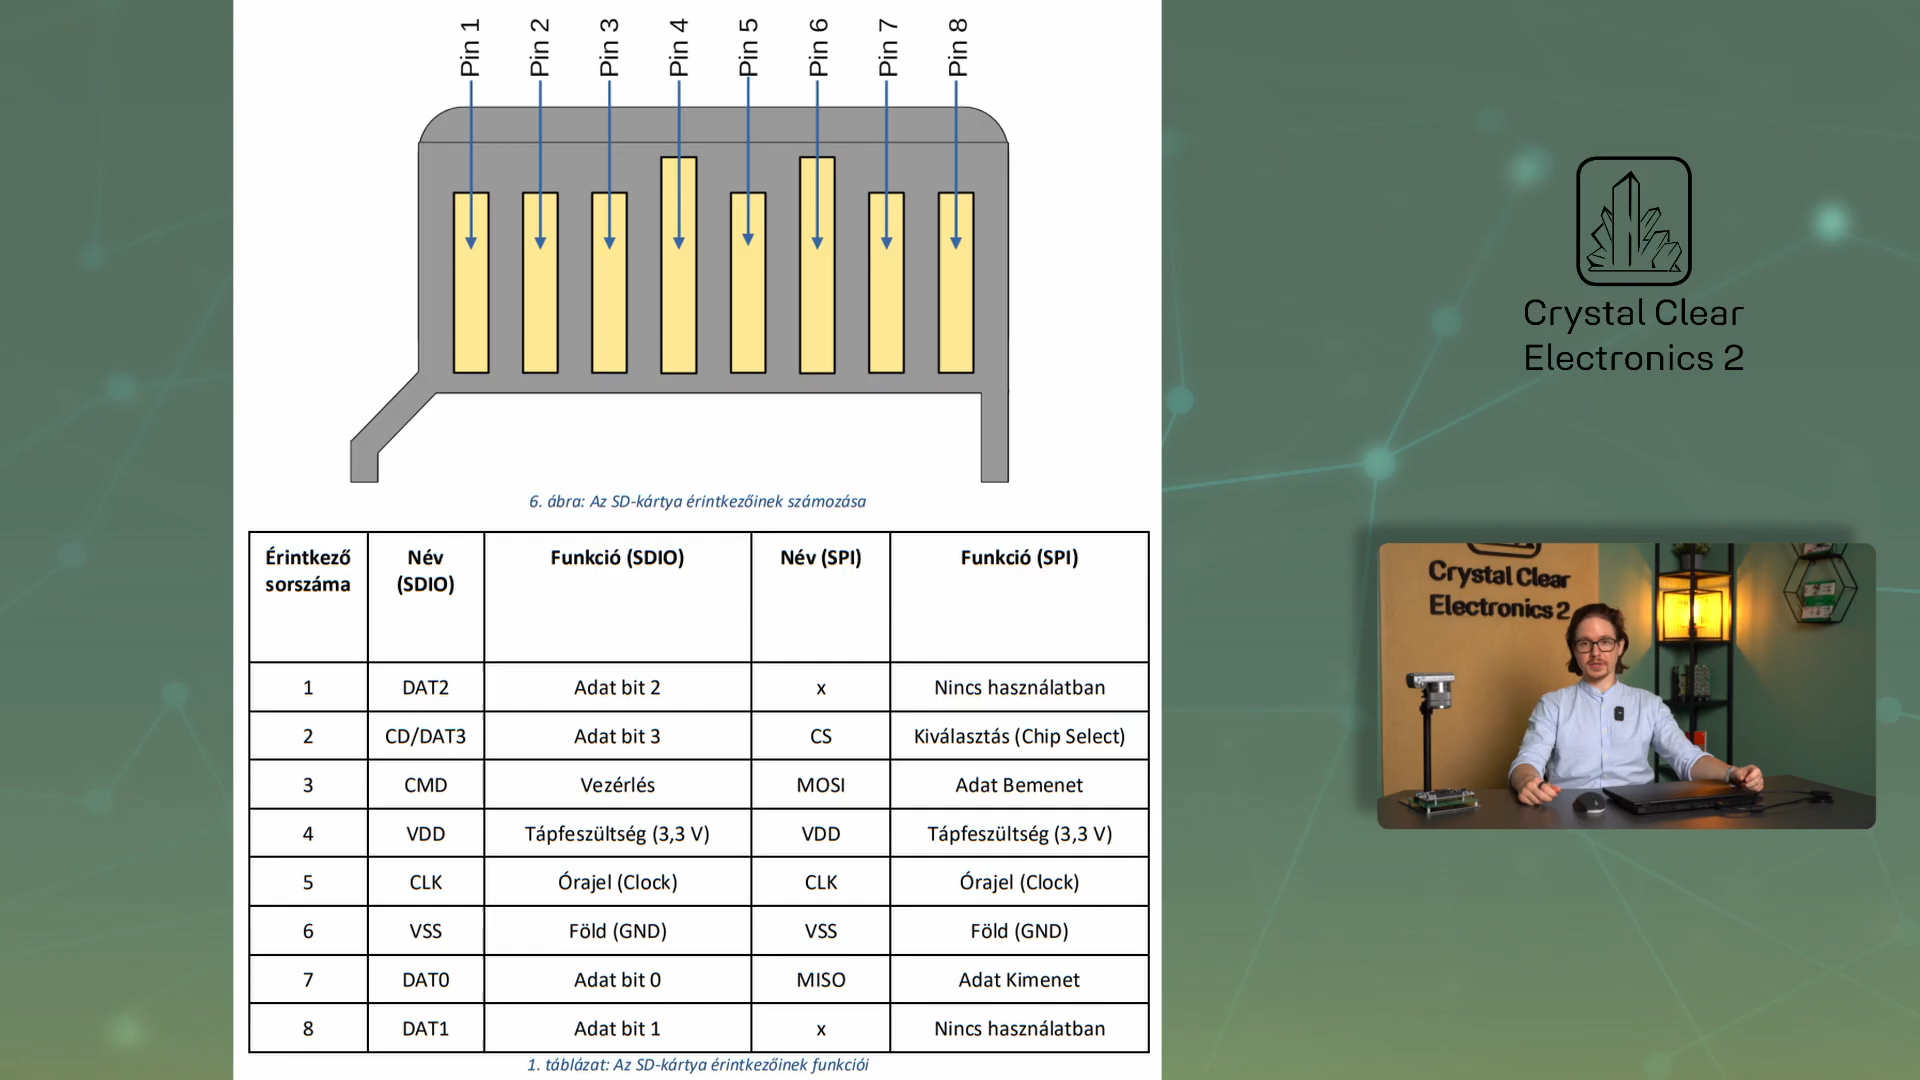 Pin 1
Pin 2
Pin 3
Pin 4
Pin 5
Pin 6
Pin 7
Pin 8
6. ábra: Az SD-kártya érintkezőinek számozása
Érintkező sorszáma | Név (SDIO) | Funkció (SDIO) | Név (SPI) | Funkció (SPI)
1 | DAT2 | Adat bit 2 | x | Nincs használatban
2 | CD/DAT3 | Adat bit 3 | CS | Kiválasztás (Chip Select)
3 | CMD | Vezérlés | MOSI | Adat Bemenet
4 | VDD | Tápfeszültség (3,3 V) | VDD | Tápfeszültség (3,3 V)
5 | CLK | Órajel (Clock) | CLK | Órajel (Clock)
6 | VSS | Föld (GND) | VSS | Föld (GND)
7 | DAT0 | Adat bit 0 | MISO | Adat Kimenet
8 | DAT1 | Adat bit 1 | x | Nincs használatban
1. táblázat: Az SD-kártya érintkezőinek funkciói
Crystal Clear
Electronics 2
Crystal Clear
Electronics 2